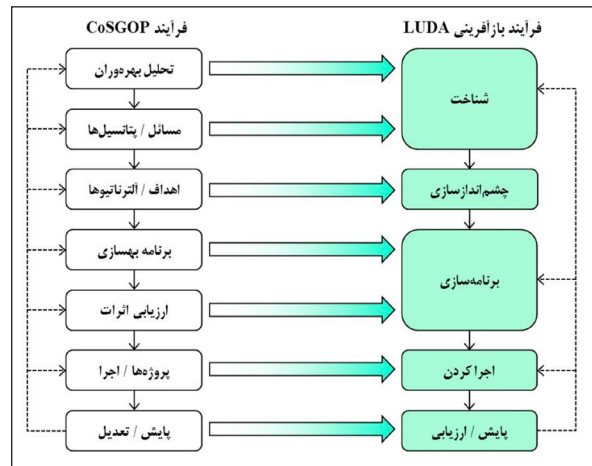 فرآیند بازآفرینی LUDA
فرآیند CoSGOP
تحلیل بهره‌وران
شناخت
مسائل / پتانسیل‌ها
اهداف / آلترناتیوها
چشم‌اندازسازی
برنامه بهسازی
برنامه‌سازی
ارزیابی اثرات
پروژه‌ها / اجرا
اجرا کردن
پایش / تعدیل
پایش / ارزیابی